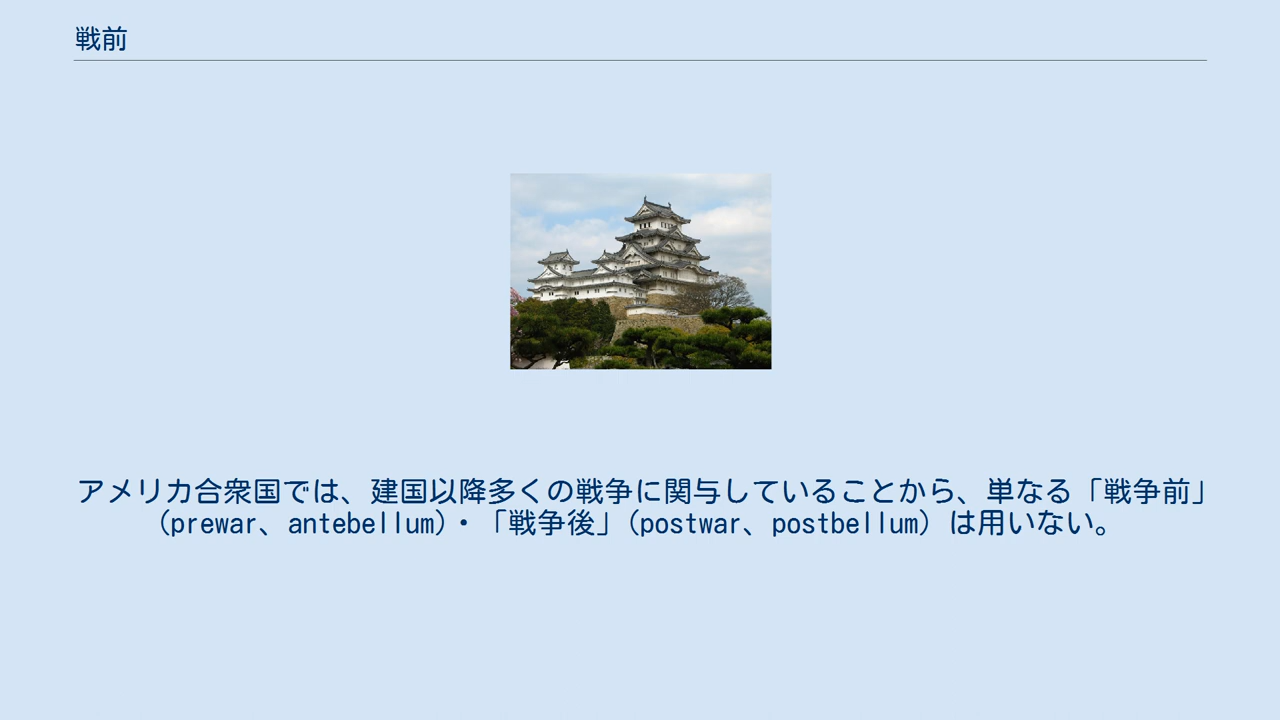 戦前
アメリカ合衆国では、建国以降多くの戦争に関与していることから、単なる「戦争前」
(prewar、antebellum)・「戦争後」(postwar、postbellum) は用いない。